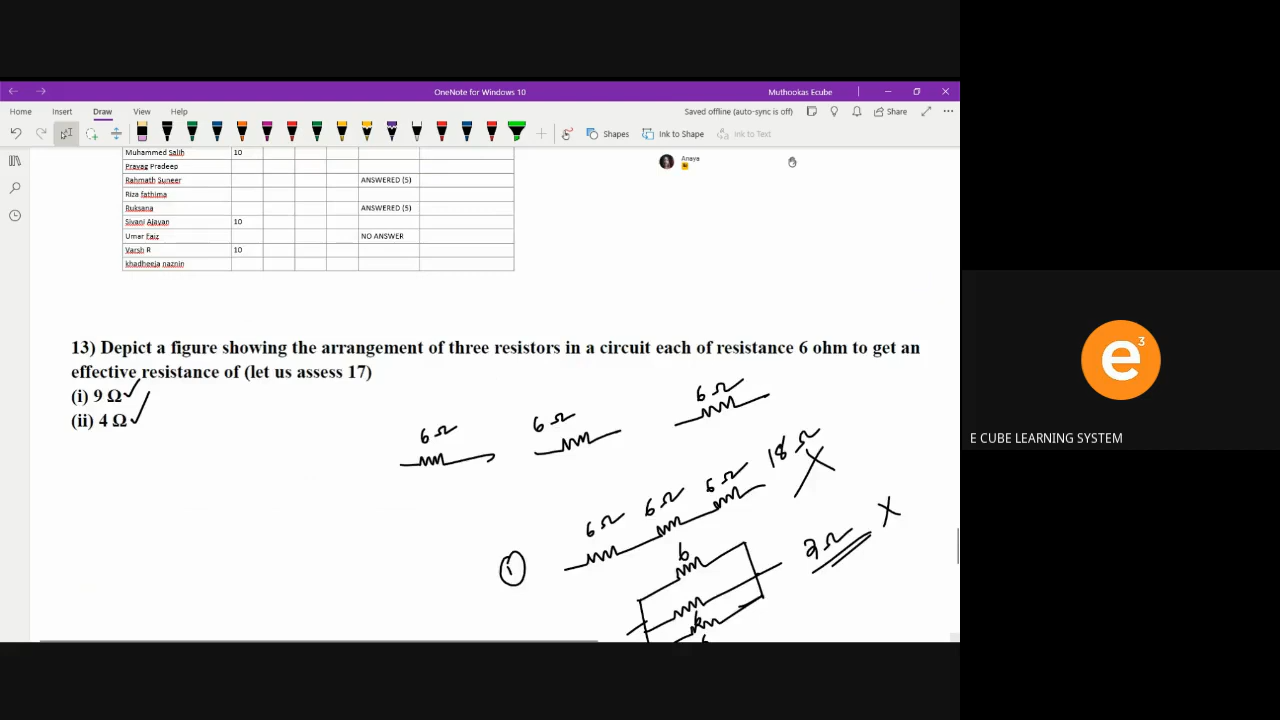 OneNote for Windows 10
Muthookas Ecube
Home Insert Draw View Help
Saved offline (auto-sync is off)
Share
Shapes
Ink to Shape
Ink to Text
Muhammed Salih 10
Pravag Pradeep
Rahmath Suneer ANSWERED (5)
Riza fathima
Ruksana ANSWERED (5)
Sivani Ajayan 10
Umar Faiz NO ANSWER
Varsh R 10
khadheeja naznin
Anaya
13) Depict a figure showing the arrangement of three resistors in a circuit each of resistance 6 ohm to get an
effective resistance of (let us assess 17)
(i) 9 Ω
(ii) 4 Ω
6 Ω
6 Ω
6 Ω
6 Ω 6 Ω 6 Ω 18 Ω
i
6
2 Ω
e3
E CUBE LEARNING SYSTEM